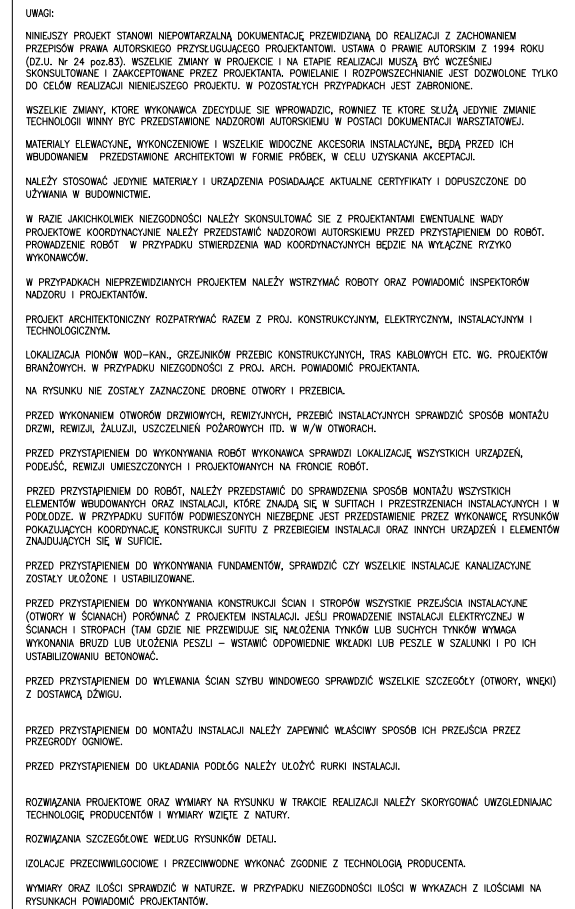 UWAGI:
NINIEJSZY PROJEKT STANOWI NIEPOWTARZALNĄ DOKUMENTACJĘ, PRZEWIDZIANĄ DO REALIZACJI Z ZACHOWANIEM
PRZEPISÓW PRAWA AUTORSKIEGO PRZYSŁUGUJĄCEGO PROJEKTANTOWI. USTAWA O PRAWIE AUTORSKIM Z 1994 ROKU
(DZ.U. Nr 24 poz.83). WSZELKIE ZMIANY W PROJEKCIE I NA ETAPIE REALIZACJI MUSZĄ BYĆ WCZEŚNIEJ
SKONSULTOWANE I ZAAKCEPTOWANE PRZEZ PROJEKTANTA. POWIELANIE I ROZPOWSZECHNIANIE JEST DOZWOLONE TYLKO
DO CELÓW REALIZACJI NIENIEJSZEGO PROJEKTU. W POZOSTAŁYCH PRZYPADKACH JEST ZABRONIONE.
WSZELKIE ZMIANY, KTORE WYKONAWCA ZDECYDUJE SIE WPROWADZIC, ROWNIEZ TE KTORE SŁUŻĄ JEDYNIE ZMIANIE
TECHNOLOGII WINNY BYC PRZEDSTAWIONE NADZOROWI AUTORSKIEMU W POSTACI DOKUMENTACJI WARSZTATOWEJ.
MATERIALY ELEWACYJNE, WYKONCZENIOWE I WSZELKIE WIDOCZNE AKCESORIA INSTALACYJNE, BĘDĄ PRZED ICH
WBUDOWANIEM PRZEDSTAWIONE ARCHITEKTOWI W FORMIE PRÓBEK, W CELU UZYSKANIA AKCEPTACJI.
NALEŻY STOSOWAĆ JEDYNIE MATERIAŁY I URZĄDZENIA POSIADAJĄCE AKTUALNE CERTYFIKATY I DOPUSZCZONE DO
UŻYWANIA W BUDOWNICTWIE.
W RAZIE JAKICHKOLWIEK NIEZGODNOŚCI NALEŻY SKONSULTOWAĆ SIE Z PROJEKTANTAMI EWENTUALNE WADY
PROJEKTOWE KOORDYNACYJNIE NALEŻY PRZEDSTAWIĆ NADZOROWI AUTORSKIEMU PRZED PRZYSTĄPIENIEM DO ROBÓT.
PROWADZENIE ROBÓT W PRZYPADKU STWIERDZENIA WAD KOORDYNACYJNYCH BĘDZIE NA WYŁĄCZNE RYZYKO
WYKONAWCÓW.
W PRZYPADKACH NIEPRZEWIDZIANYCH PROJEKTEM NALEŻY WSTRZYMAĆ ROBOTY ORAZ POWIADOMIĆ INSPEKTORÓW
NADZORU I PROJEKTANTÓW.
PROJEKT ARCHITEKTONICZNY ROZPATRYWAĆ RAZEM Z PROJ. KONSTRUKCYJNYM, ELEKTRYCZNYM, INSTALACYJNYM I
TECHNOLOGICZNYM.
LOKALIZACJA PIONÓW WOD-KAN., GRZEJNIKÓW PRZEBIC KONSTRUKCYJNYCH, TRAS KABLOWYCH ETC. WG. PROJEKTÓW
BRANŻOWYCH. W PRZYPADKU NIEZGODNOŚCI Z PROJ. ARCH. POWIADOMIĆ PROJEKTANTA.
NA RYSUNKU NIE ZOSTAŁY ZAZNACZONE DROBNE OTWORY I PRZEBICIA.
PRZED WYKONANIEM OTWORÓW DRZWIOWYCH, REWIZYJNYCH, PRZEBIĆ INSTALACYJNYCH SPRAWDZIĆ SPOSÓB MONTAŻU
DRZWI, REWIZJI, ŻALUZJI, USZCZELNIEŃ POŻAROWYCH ITD. W W/W OTWORACH.
PRZED PRZYSTĄPIENIEM DO WYKONYWANIA ROBÓT WYKONAWCA SPRAWDZI LOKALIZACJĘ WSZYSTKICH URZĄDZEŃ,
PODEJŚĆ, REWIZJI UMIESZCZONYCH I PROJEKTOWANYCH NA FRONCIE ROBÓT.
PRZED PRZYSTĄPIENIEM DO ROBÓT, NALEŻY PRZEDSTAWIĆ DO SPRAWDZENIA SPOSÓB MONTAŻU WSZYSTKICH
ELEMENTÓW WBUDOWANYCH ORAZ INSTALACJI, KTÓRE ZNAJDĄ SIĘ W SUFITACH I PRZESTRZENIACH INSTALACYJNYCH I W
PODŁODZE. W PRZYPADKU SUFITÓW PODWIESZONYCH NIEZBĘDNE JEST PRZEDSTAWIENIE PRZEZ WYKONAWCĘ RYSUNKÓW
POKAZUJĄCYCH KOORDYNACJĘ KONSTRUKCJI SUFITU Z PRZEBIEGIEM INSTALACJI ORAZ INNYCH URZĄDZEŃ I ELEMENTÓW
ZNAJDUJĄCYCH SIĘ W SUFICIE.
PRZED PRZYSTĄPIENIEM DO WYKONYWANIA FUNDAMENTÓW, SPRAWDZIĆ CZY WSZELKIE INSTALACJE KANALIZACYJNE
ZOSTAŁY UŁOŻONE I USTABILIZOWANE.
PRZED PRZYSTĄPIENIEM DO WYKONYWANIA KONSTRUKCJI ŚCIAN I STROPÓW WSZYSTKIE PRZEJŚCIA INSTALACYJNE
(OTWORY W ŚCIANACH) PORÓWNAĆ Z PROJEKTEM INSTALACJI. JEŚLI PROWADZENIE INSTALACJI ELEKTRYCZNEJ W
ŚCIANACH I STROPACH (TAM GDZIE NIE PRZEWIDUJE SIĘ NAŁOŻENIA TYNKÓW LUB SUCHYCH TYNKÓW WYMAGA
WYKONANIA BRUZD LUB UŁOŻENIA PESZLI – WSTAWIĆ ODPOWIEDNIE WKŁADKI LUB PESZLE W SZALUNKI I PO ICH
USTABILIZOWANIU BETONOWAĆ.
PRZED PRZYSTĄPIENIEM DO WYLEWANIA ŚCIAN SZYBU WINDOWEGO SPRAWDZIĆ WSZELKIE SZCZEGÓŁY (OTWORY, WNĘKI)
Z DOSTAWCĄ DŹWIGU.
PRZED PRZYSTĄPIENIEM DO MONTAŻU INSTALACJI NALEŻY ZAPEWNIĆ WŁAŚCIWY SPOSÓB ICH PRZEJŚCIA PRZEZ
PRZEGRODY OGNIOWE.
PRZED PRZYSTĄPIENIEM DO UKŁADANIA PODŁÓG NALEŻY UŁOŻYĆ RURKI INSTALACJI.
ROZWIĄZANIA PROJEKTOWE ORAZ WYMIARY NA RYSUNKU W TRAKCIE REALIZACJI NALEŻY SKORYGOWAĆ UWZGLEDNIAJAC
TECHNOLOGIĘ PRODUCENTÓW I WYMIARY WZIĘTE Z NATURY.
ROZWIĄZANIA SZCZEGÓŁOWE WEDŁUG RYSUNKÓW DETALI.
IZOLACJE PRZECIWWILGOCIOWE I PRZECIWWODNE WYKONAĆ ZGODNIE Z TECHNOLOGIĄ PRODUCENTA.
WYMIARY ORAZ ILOŚCI SPRAWDZIĆ W NATURZE. W PRZYPADKU NIEZGODNOŚCI ILOŚCI W WYKAZACH Z ILOŚCIAMI NA
RYSUNKACH POWIADOMIĆ PROJEKTANTÓW.